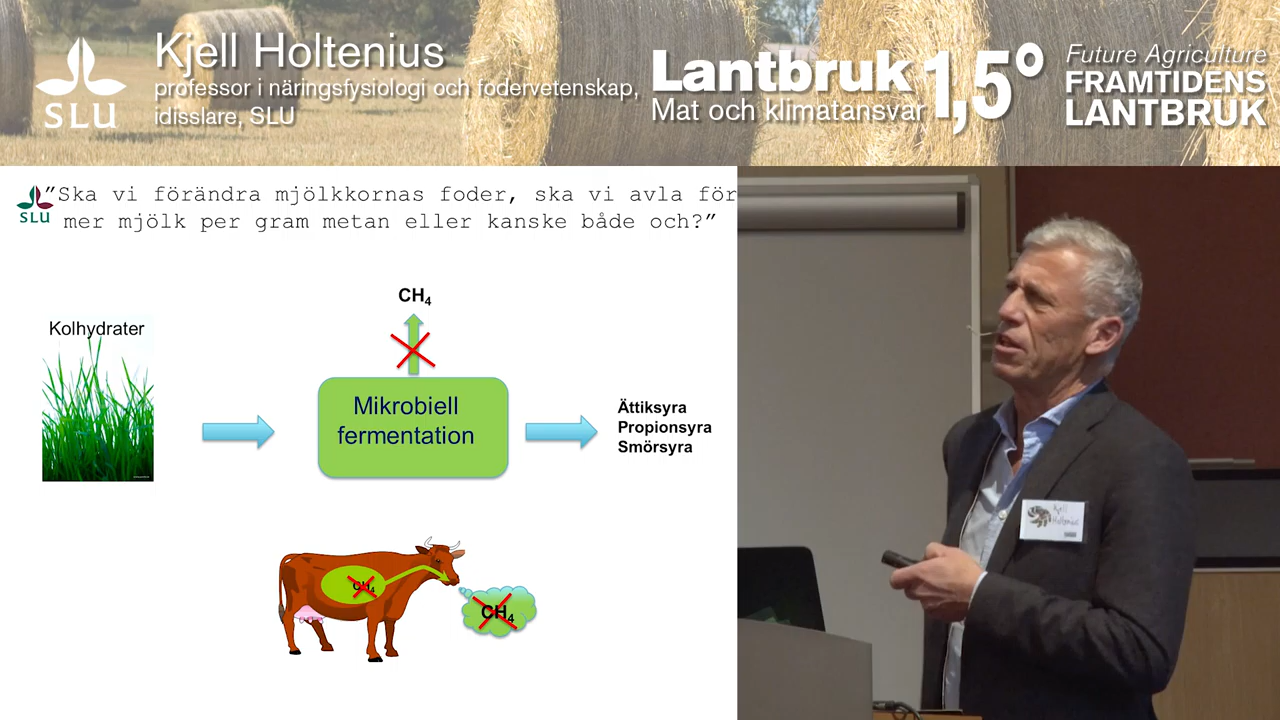 SLU
Kjell Holtenius
professor i näringsfysiologi och fodervetenskap,
idisslare, SLU
Lantbruk 1,5°
Mat och klimatansvar
Future Agriculture
FRAMTIDENS
LANTBRUK
SLU
”Ska vi förändra mjölkkornas foder, ska vi avla för
mer mjölk per gram metan eller kanske både och?”
CH₄
Kolhydrater
Mikrobiell
fermentation
Ättiksyra
Propionsyra
Smörsyra
CH₄
CH₄
Kjell
Holtenius